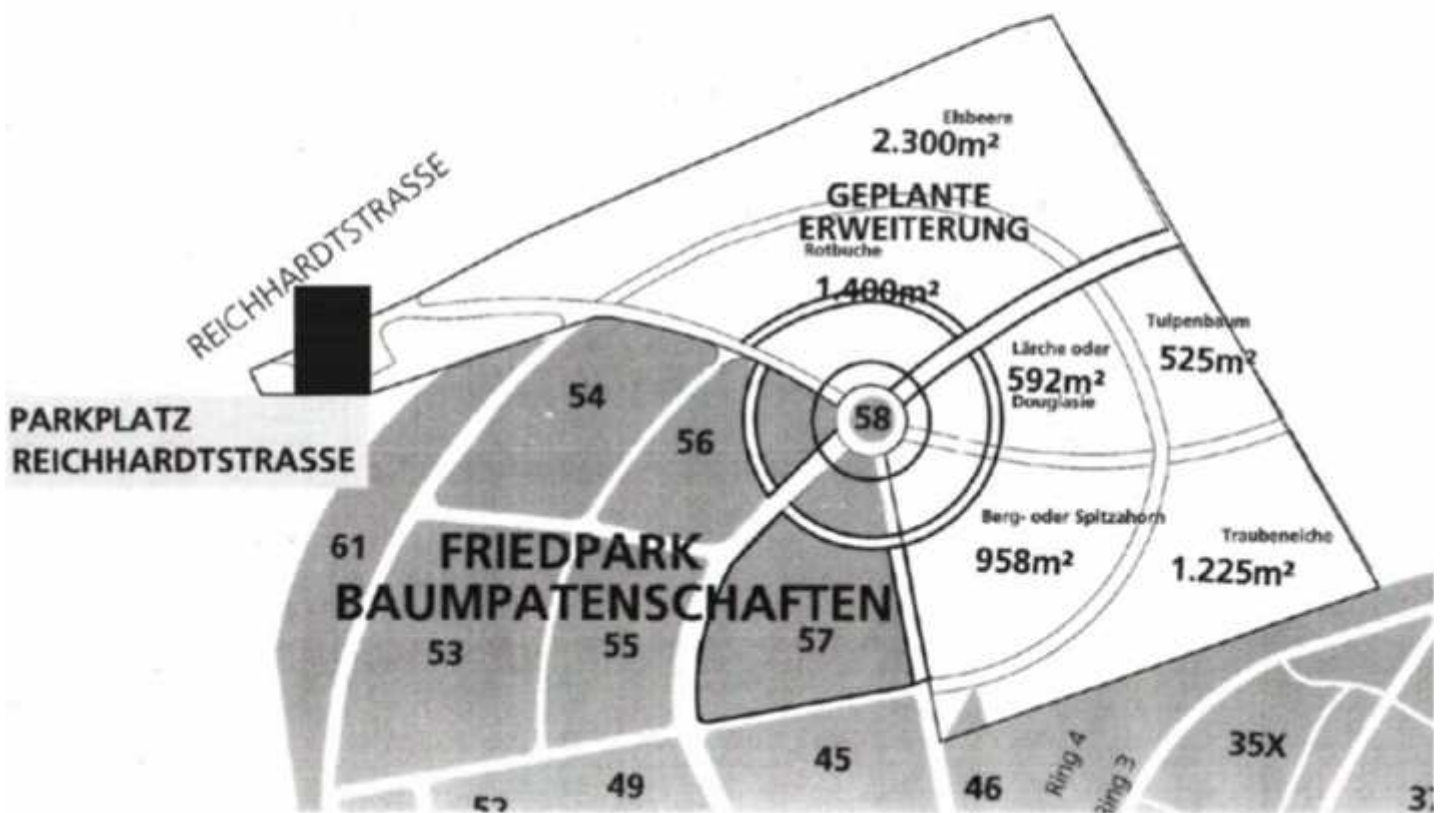 Elsbeere
2.300m²
GEPLANTE
ERWEITERUNG
Rotbuche
1.400m²
REICHHARDTSTRASSE
Tulpenbaum
525m²
Lärche oder
592m²
Douglasie
PARKPLATZ
REICHHARDTSTRASSE
54
56
58
61
Berg- oder Spitzahorn
958m²
Traubeneiche
1.225m²
FRIEDPARK
BAUMPATENSCHAFTEN
53
55
57
45
49
46
Ring 4
Ring 3
35X